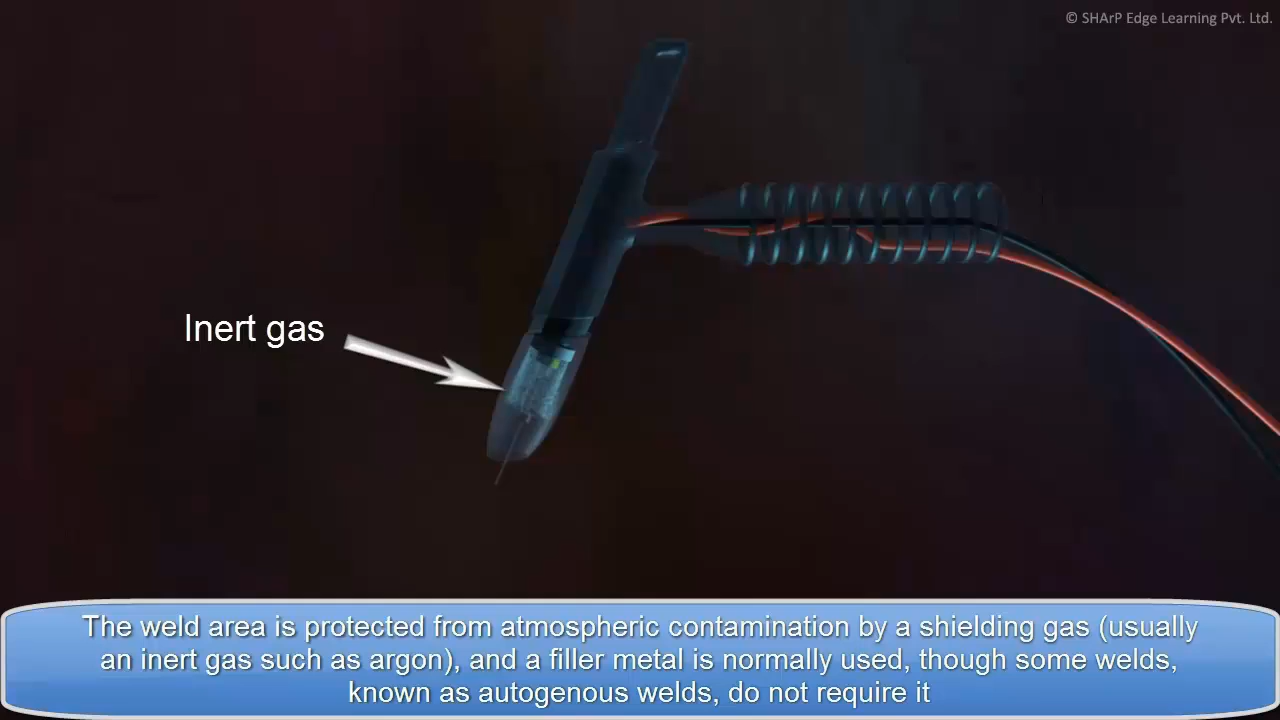 © SHArP Edge Learning Pvt. Ltd.
Inert gas
The weld area is protected from atmospheric contamination by a shielding gas (usually
an inert gas such as argon), and a filler metal is normally used, though some welds,
known as autogenous welds, do not require it